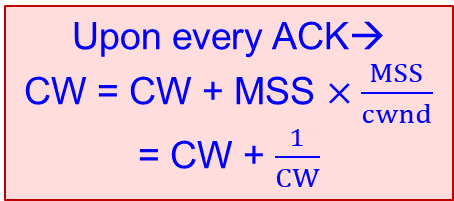 Upon every ACK→
CW = CW + MSS × MSS/cwnd
= CW + 1/CW